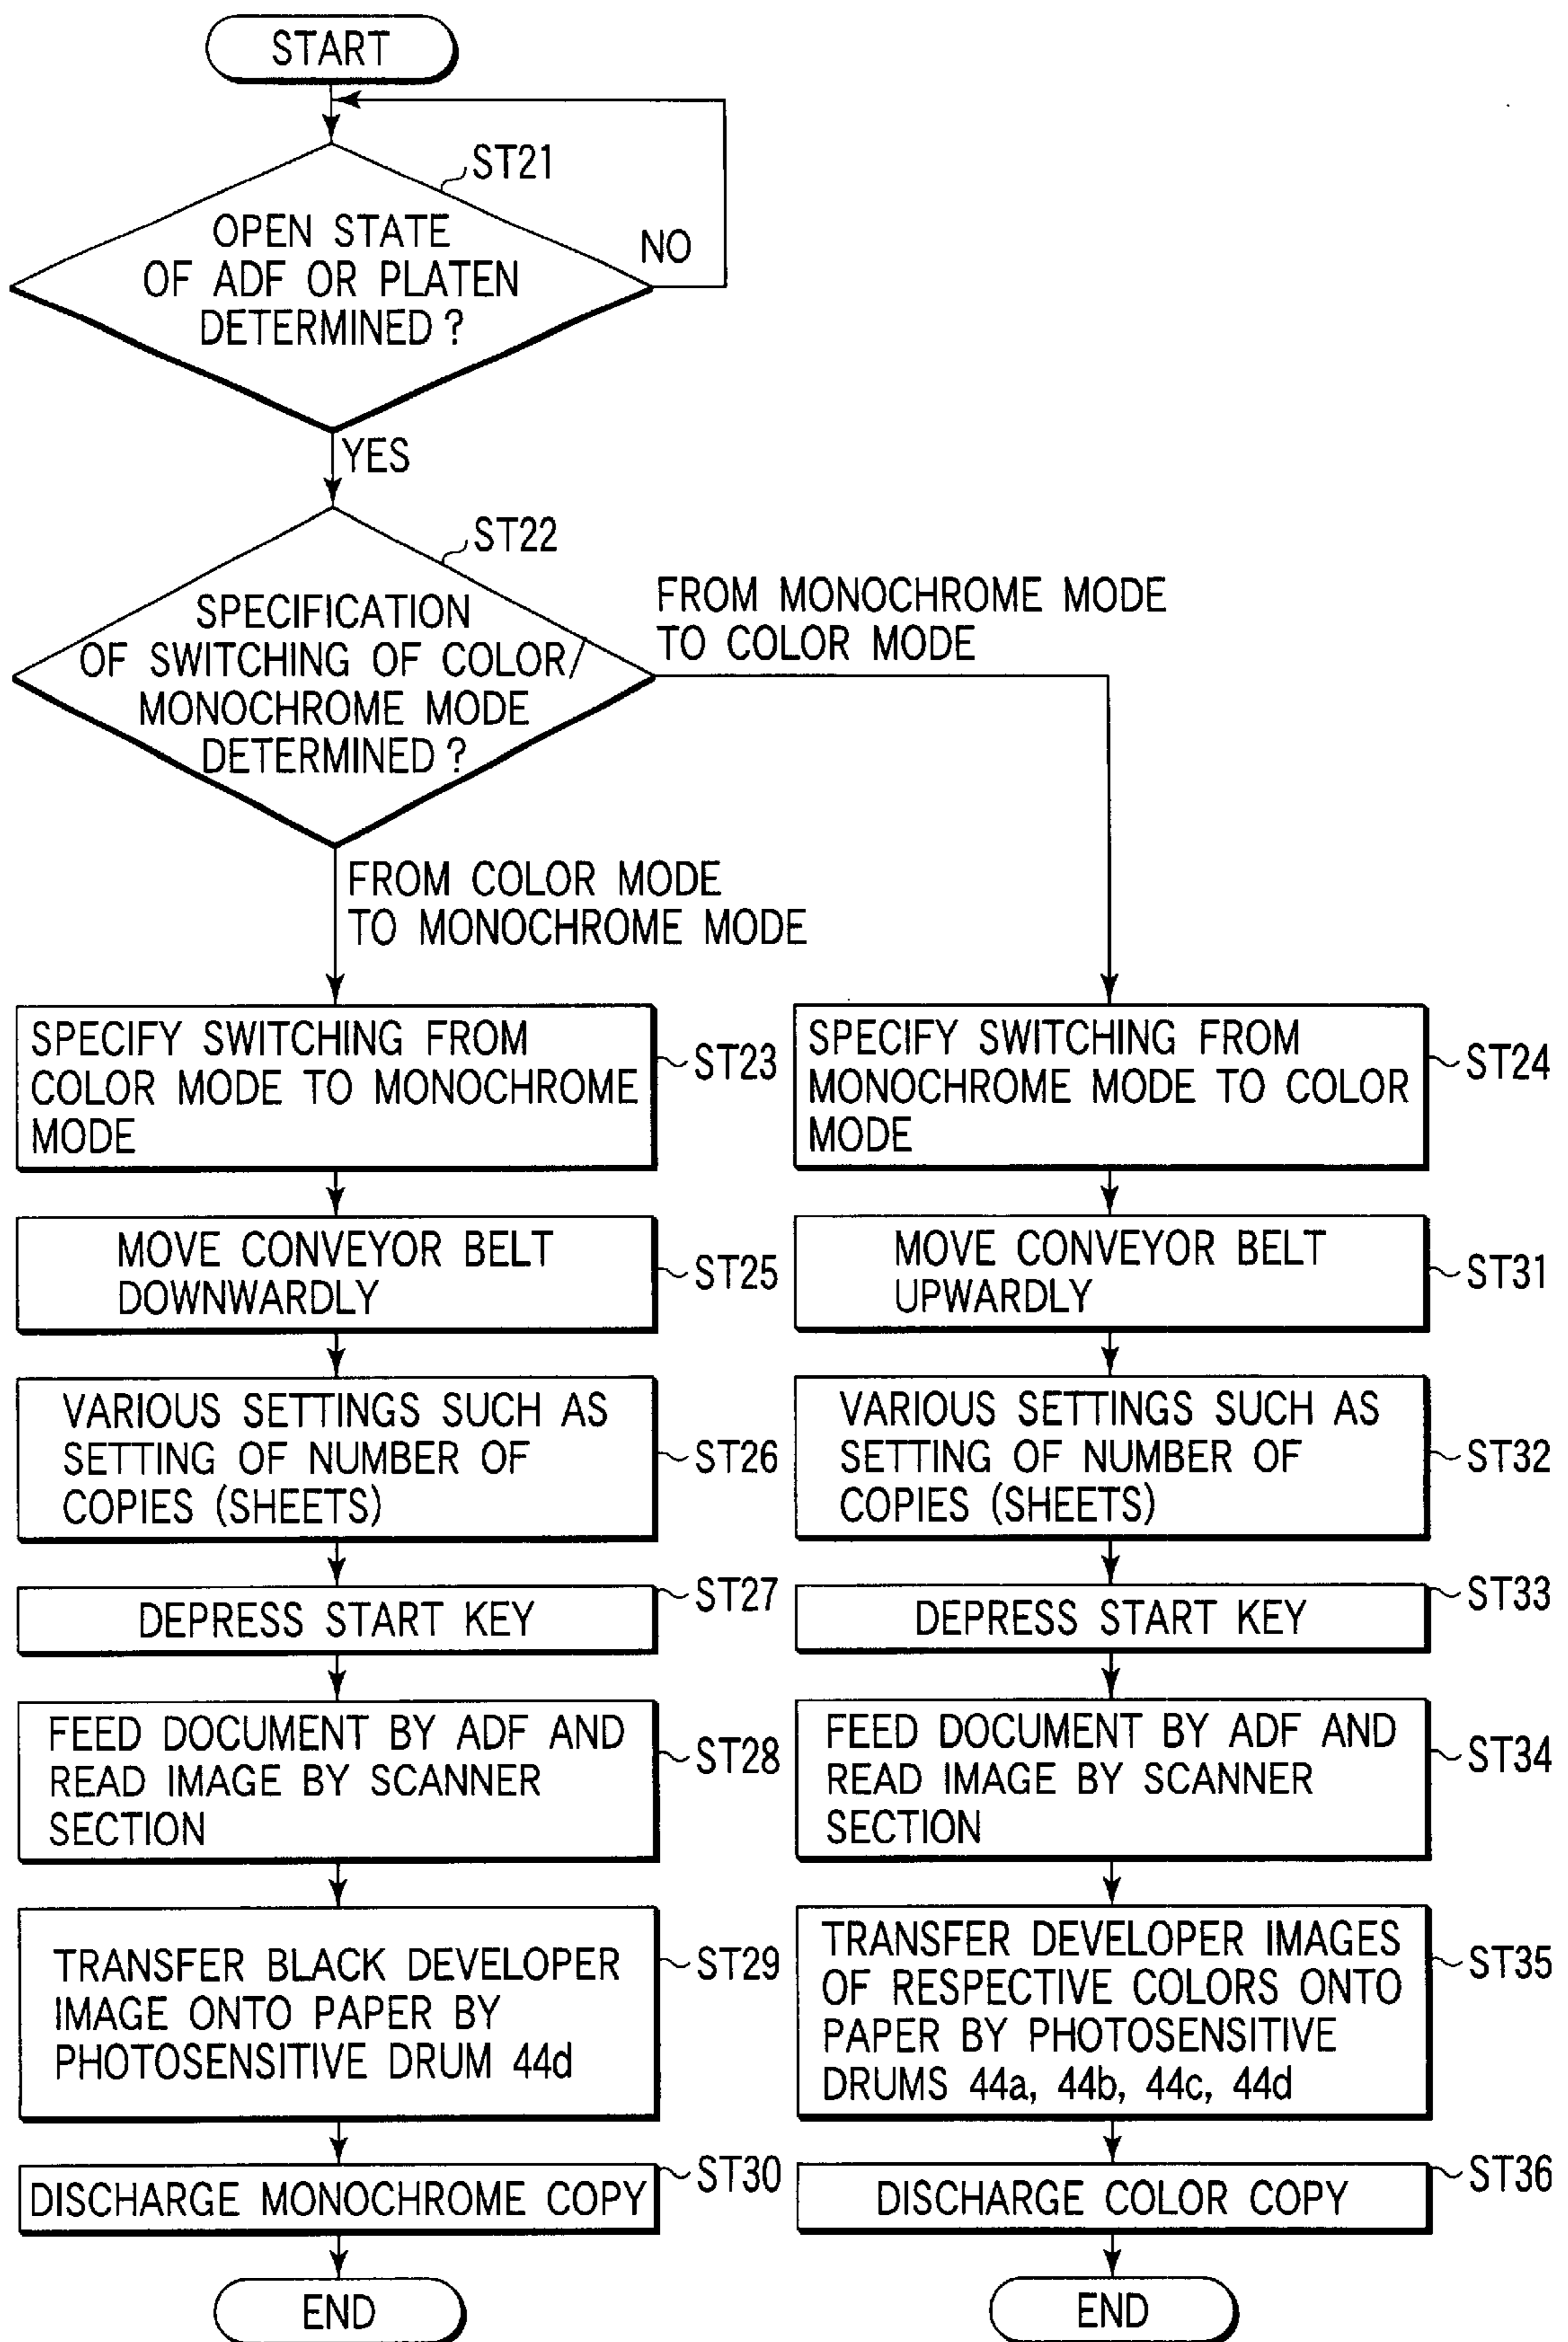 START
ST21
OPEN STATE
OF ADF OR PLATEN
DETERMINED ?
NO
YES
ST22
SPECIFICATION
OF SWITCHING OF COLOR/
MONOCHROME MODE
DETERMINED ?
FROM MONOCHROME MODE
TO COLOR MODE
FROM COLOR MODE
TO MONOCHROME MODE
SPECIFY SWITCHING FROM
COLOR MODE TO MONOCHROME
MODE
ST23
MOVE CONVEYOR BELT
DOWNWARDLY
ST25
VARIOUS SETTINGS SUCH AS
SETTING OF NUMBER OF
COPIES (SHEETS)
ST26
DEPRESS START KEY
ST27
FEED DOCUMENT BY ADF AND
READ IMAGE BY SCANNER
SECTION
ST28
TRANSFER BLACK DEVELOPER
IMAGE ONTO PAPER BY
PHOTOSENSITIVE DRUM 44d
ST29
DISCHARGE MONOCHROME COPY
ST30
END
SPECIFY SWITCHING FROM
MONOCHROME MODE TO COLOR
MODE
ST24
MOVE CONVEYOR BELT
UPWARDLY
ST31
VARIOUS SETTINGS SUCH AS
SETTING OF NUMBER OF
COPIES (SHEETS)
ST32
DEPRESS START KEY
ST33
FEED DOCUMENT BY ADF AND
READ IMAGE BY SCANNER
SECTION
ST34
TRANSFER DEVELOPER IMAGES
OF RESPECTIVE COLORS ONTO
PAPER BY PHOTOSENSITIVE
DRUMS 44a, 44b, 44c, 44d
ST35
DISCHARGE COLOR COPY
ST36
END